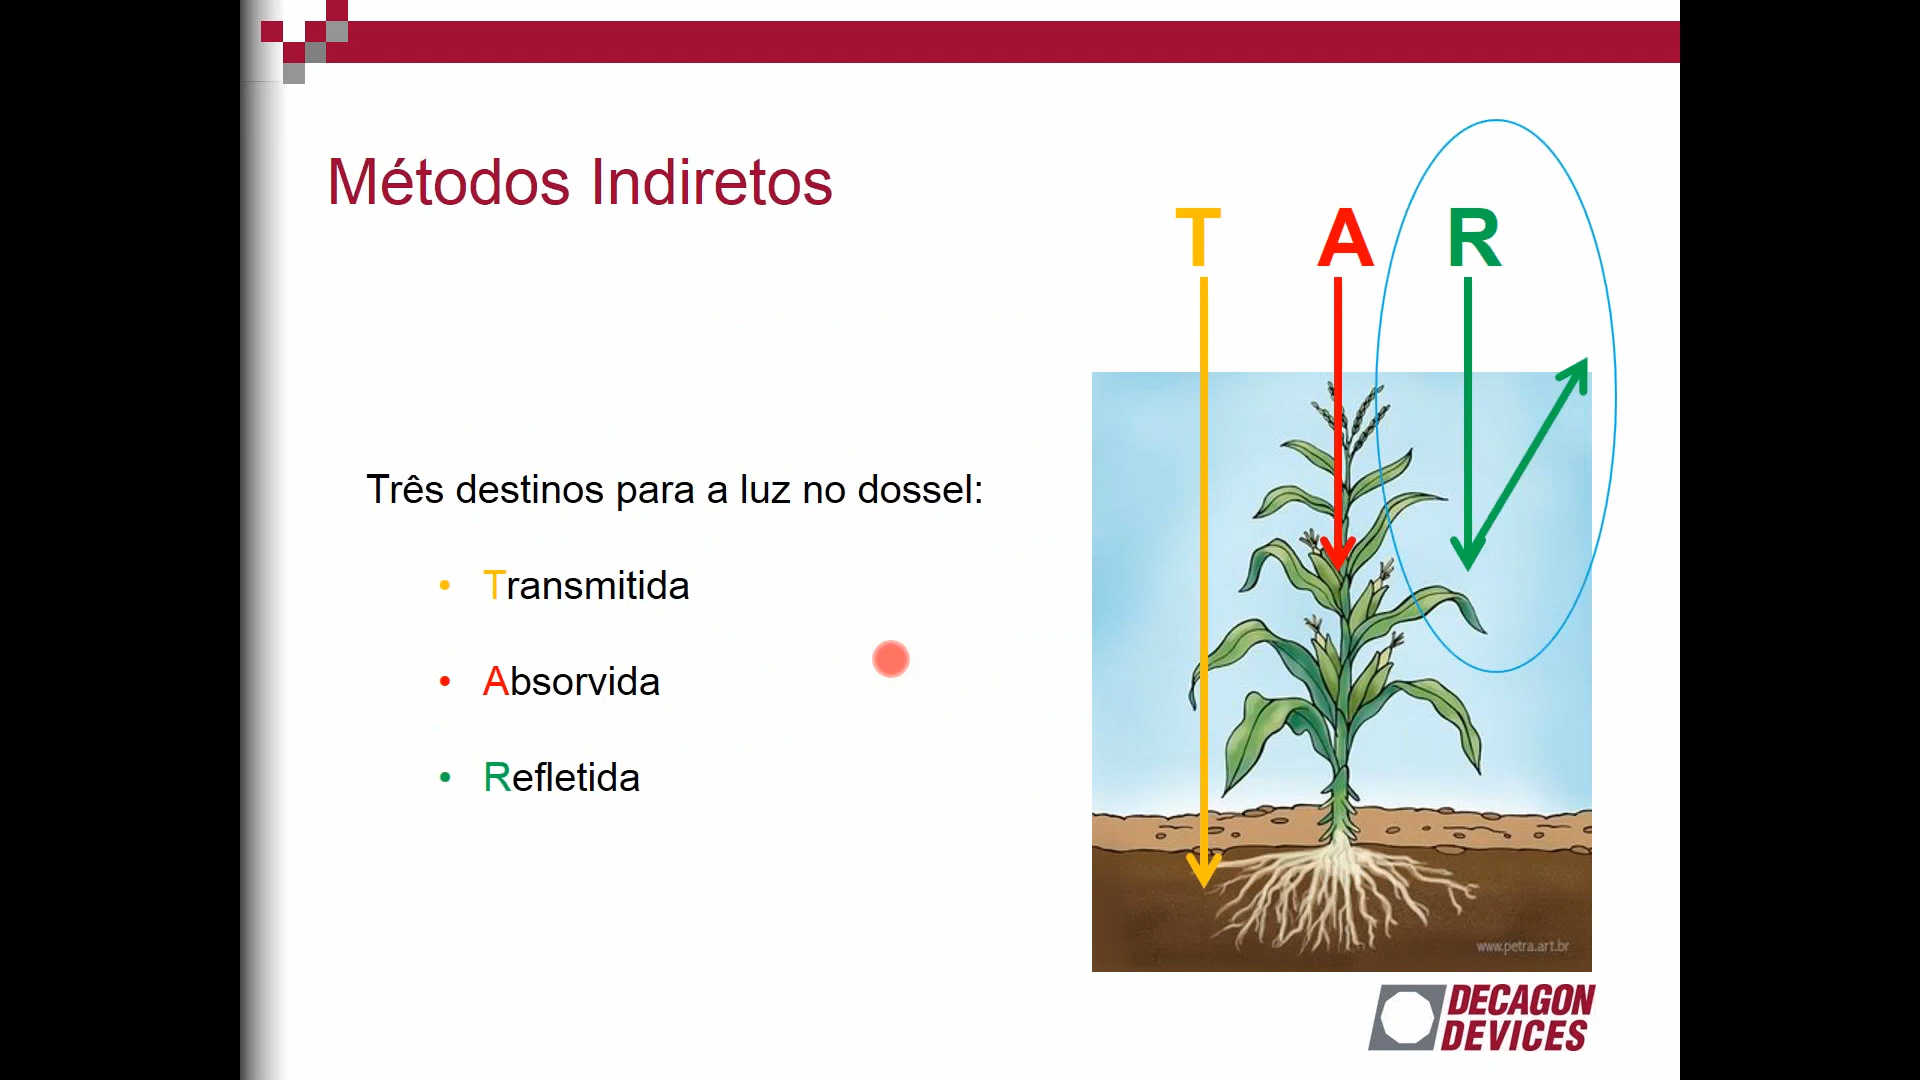 Métodos Indiretos
T A R
Três destinos para a luz no dossel:
• Transmitida
• Absorvida
• Refletida
www.petra.art.br
DECAGON
DEVICES